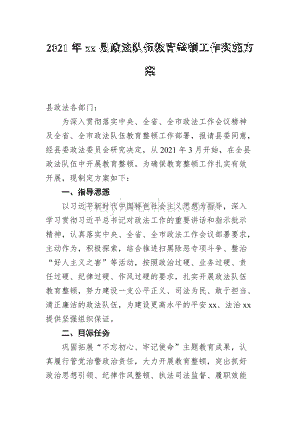 2021 年 xx 县政法队伍教育整顿工作实施方
案
县政法各部门：
为深入贯彻落实中央、全省、全市政法工作会议精神
及全省、全市政法队伍教育整顿工作部署，报请县委同意，
经县委政法委员会研究决定，从 2021 年 3 月开始，在全县
政法队伍中开展教育整顿。为确保教育整顿工作扎实有效
开展，现制定方案如下：
一、指导思想
以习近平新时代中国特色社会主义思想为指导，深入
学习贯彻习近平总书记对政法工作的重要讲话和指示批示
精神，认真落实中央、全省、全市政法工作会议部署要求，
主动作为，积极探索，结合推进扫黑除恶专项斗争、整治
“好人主义之害”等活动，按照政治过硬、业务过硬、责
任过硬、纪律过硬、作风过硬的要求，扎实开展政法队伍
教育整顿，努力建设一支公平正义、司法为民、敢于担当、
清正廉洁的政法队伍，为建设更高水平的平安 xx、法治 xx
提供坚强组织保证。
二、目标任务
巩固拓展“不忘初心、牢记使命”主题教育成果，认
真履行管党治警政治责任，大力开展教育整顿，突出抓好
政治思想引领、纪律作风整顿、执法司法监督、履职效能